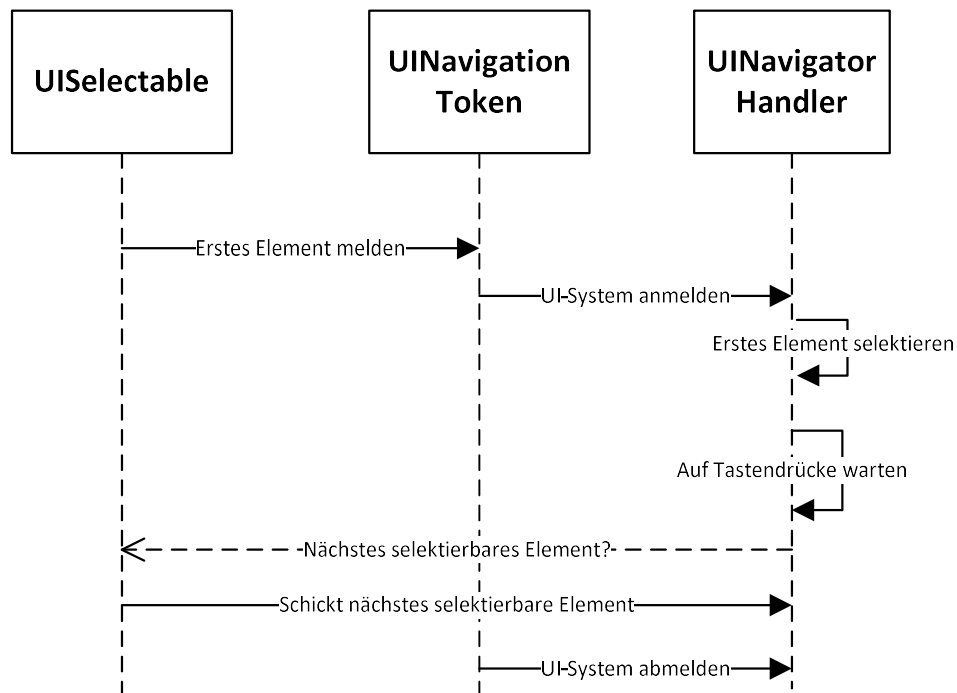 UISelectable
UINavigation
Token
UINavigator
Handler
Erstes Element melden
UI-System anmelden
Erstes Element selektieren
Auf Tastendrücke warten
Nächstes selektierbares Element?
Schickt nächstes selektierbare Element
UI-System abmelden